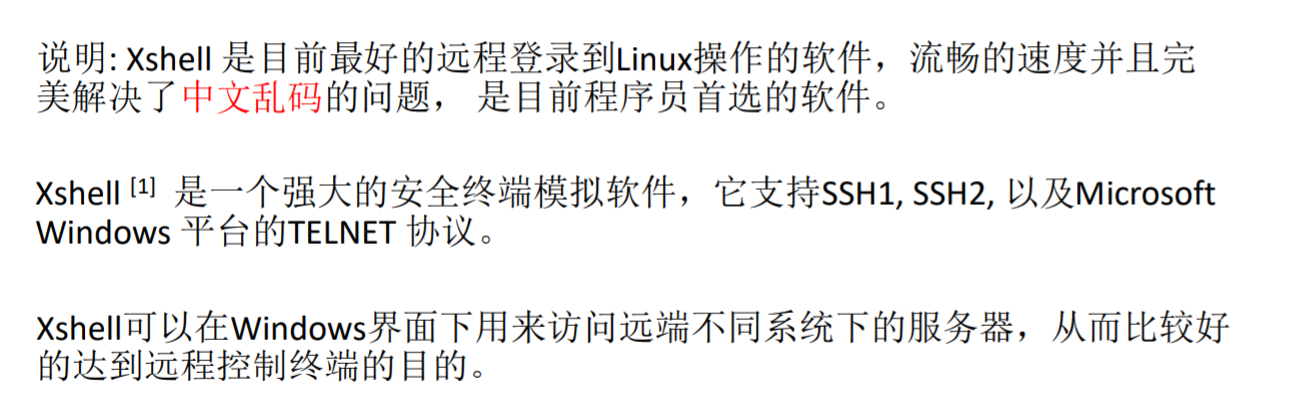 说明: Xshell 是目前最好的远程登录到Linux操作的软件，流畅的速度并且完
美解决了中文乱码的问题， 是目前程序员首选的软件。
Xshell [1] 是一个强大的安全终端模拟软件，它支持SSH1, SSH2, 以及Microsoft
Windows 平台的TELNET 协议。
Xshell可以在Windows界面下用来访问远端不同系统下的服务器，从而比较好
的达到远程控制终端的目的。